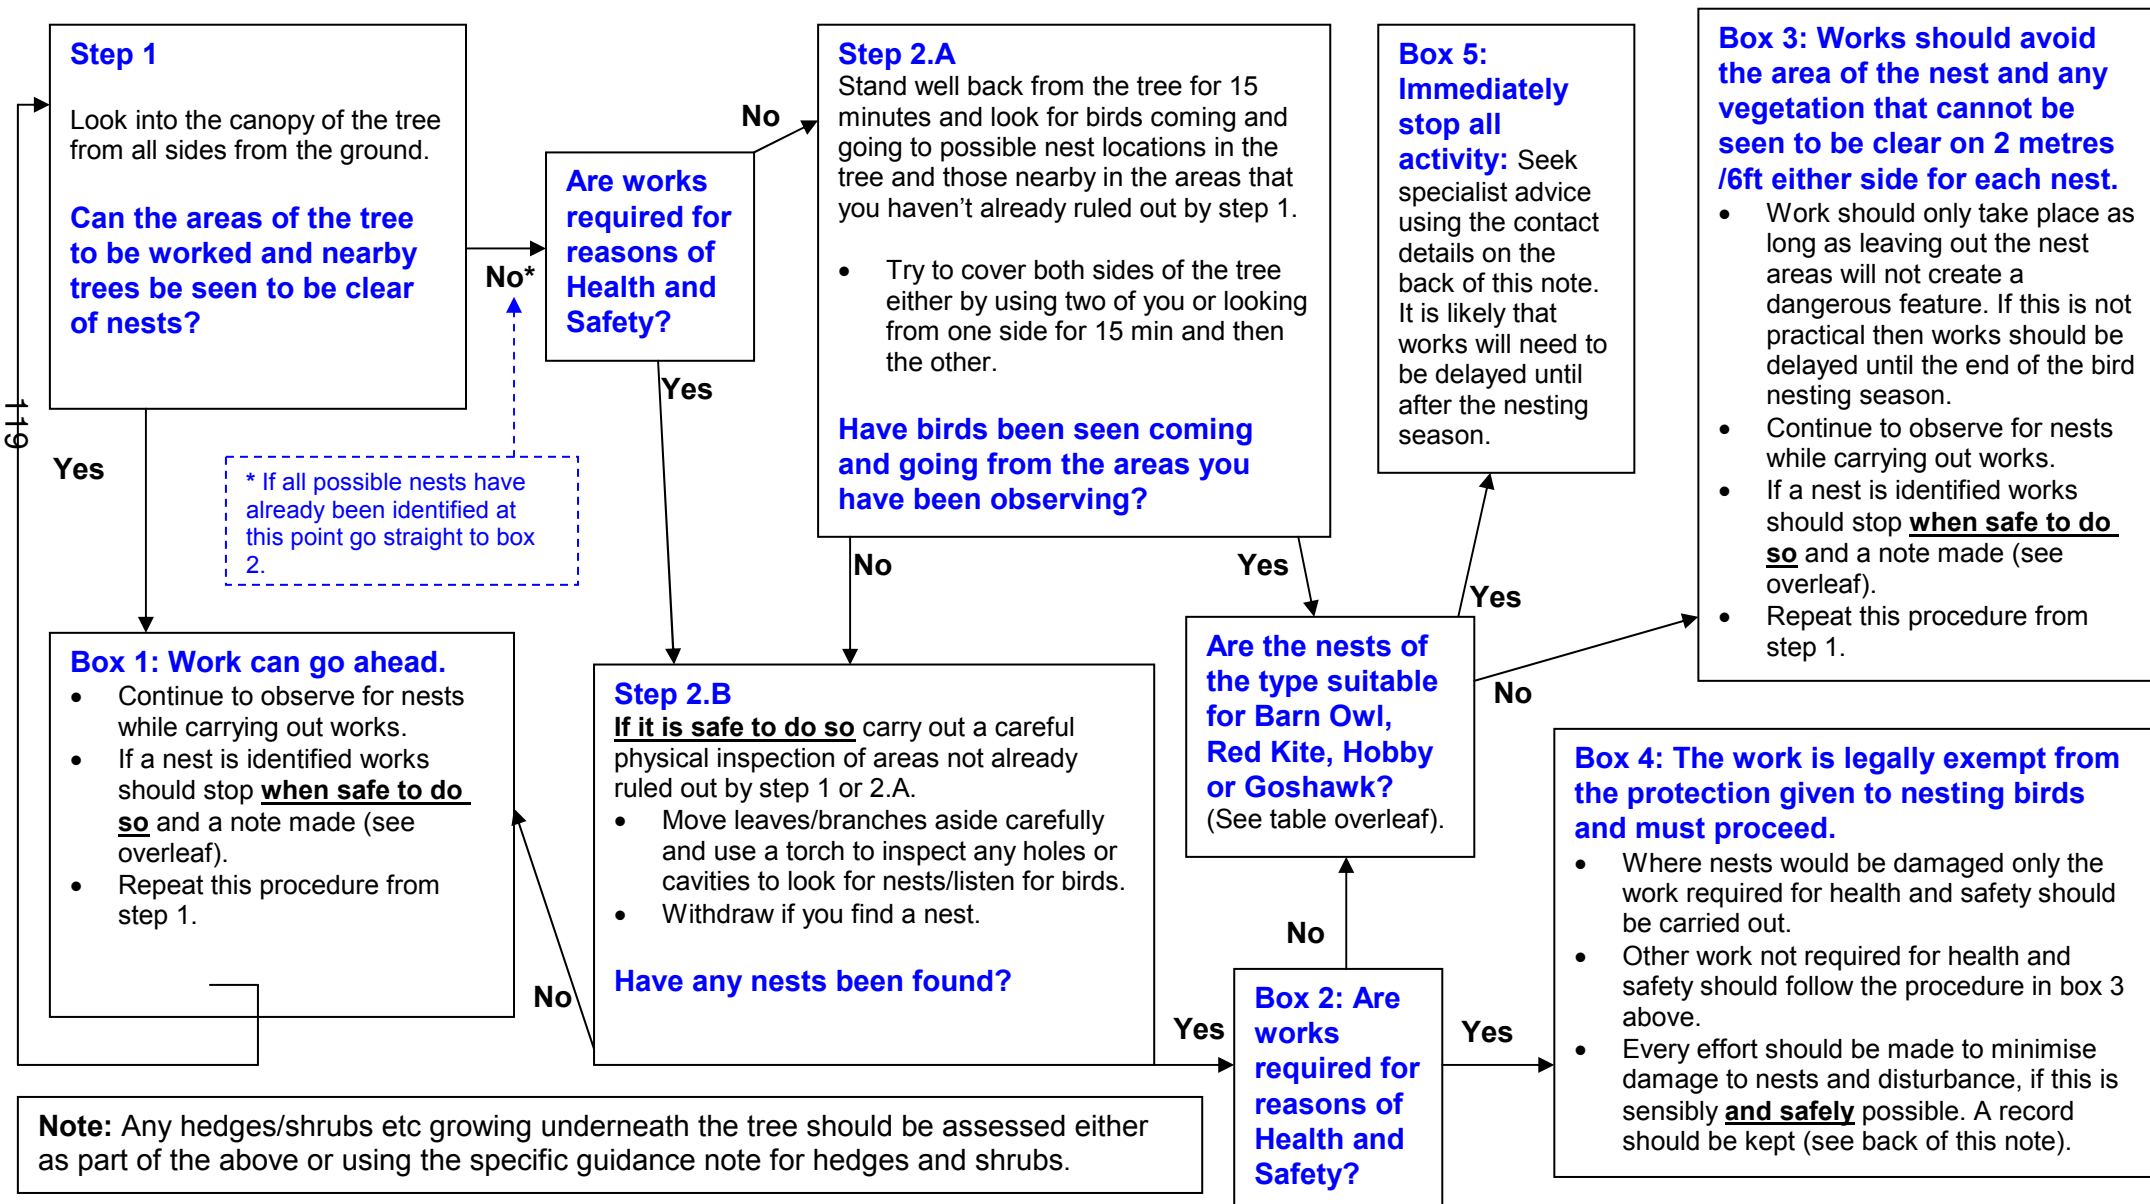 Step 1
Look into the canopy of the tree
from all sides from the ground.
Can the areas of the tree
to be worked and nearby
trees be seen to be clear
of nests?
119
Yes
No*
* If all possible nests have
already been identified at
this point go straight to box
2.
Are works
required for
reasons of
Health and
Safety?
No
Yes
Step 2.A
Stand well back from the tree for 15
minutes and look for birds coming and
going to possible nest locations in the
tree and those nearby in the areas that
you haven’t already ruled out by step 1.
• Try to cover both sides of the tree
either by using two of you or looking
from one side for 15 min and then
the other.
Have birds been seen coming
and going from the areas you
have been observing?
No
Yes
Box 5:
Immediately
stop all
activity: Seek
specialist advice
using the contact
details on the
back of this note.
It is likely that
works will need to
be delayed until
after the nesting
season.
Yes
Box 3: Works should avoid
the area of the nest and any
vegetation that cannot be
seen to be clear on 2 metres
/6ft either side for each nest.
• Work should only take place as
long as leaving out the nest
areas will not create a
dangerous feature. If this is not
practical then works should be
delayed until the end of the bird
nesting season.
• Continue to observe for nests
while carrying out works.
• If a nest is identified works
should stop when safe to do
so and a note made (see
overleaf).
• Repeat this procedure from
step 1.
Box 1: Work can go ahead.
• Continue to observe for nests
while carrying out works.
• If a nest is identified works
should stop when safe to do
so and a note made (see
overleaf).
• Repeat this procedure from
step 1.
No
Step 2.B
If it is safe to do so carry out a careful
physical inspection of areas not already
ruled out by step 1 or 2.A.
• Move leaves/branches aside carefully
and use a torch to inspect any holes or
cavities to look for nests/listen for birds.
• Withdraw if you find a nest.
Have any nests been found?
Yes
Are the nests of
the type suitable
for Barn Owl,
Red Kite, Hobby
or Goshawk?
(See table overleaf).
No
No
Box 2: Are
works
required for
reasons of
Health and
Safety?
Yes
Box 4: The work is legally exempt from
the protection given to nesting birds
and must proceed.
• Where nests would be damaged only the
work required for health and safety should
be carried out.
• Other work not required for health and
safety should follow the procedure in box 3
above.
• Every effort should be made to minimise
damage to nests and disturbance, if this is
sensibly and safely possible. A record
should be kept (see back of this note).
Note: Any hedges/shrubs etc growing underneath the tree should be assessed either
as part of the above or using the specific guidance note for hedges and shrubs.